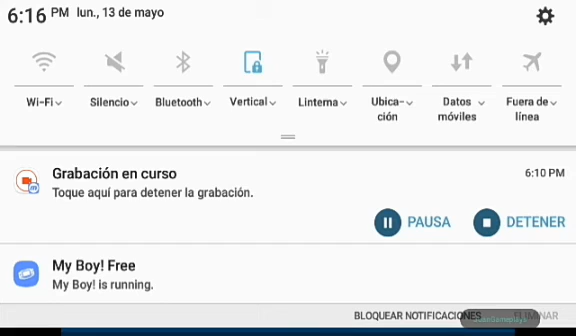 6:16 PM lun., 13 de mayo
Wi-Fi
Silencio
Bluetooth
Vertical
Linterna
Ubica-
ción
Datos
móviles
Fuera de
línea
Grabación en curso
6:10 PM
Toque aquí para detener la grabación.
PAUSA
DETENER
My Boy! Free
My Boy! is running.
BLOQUEAR NOTIFICACIONES